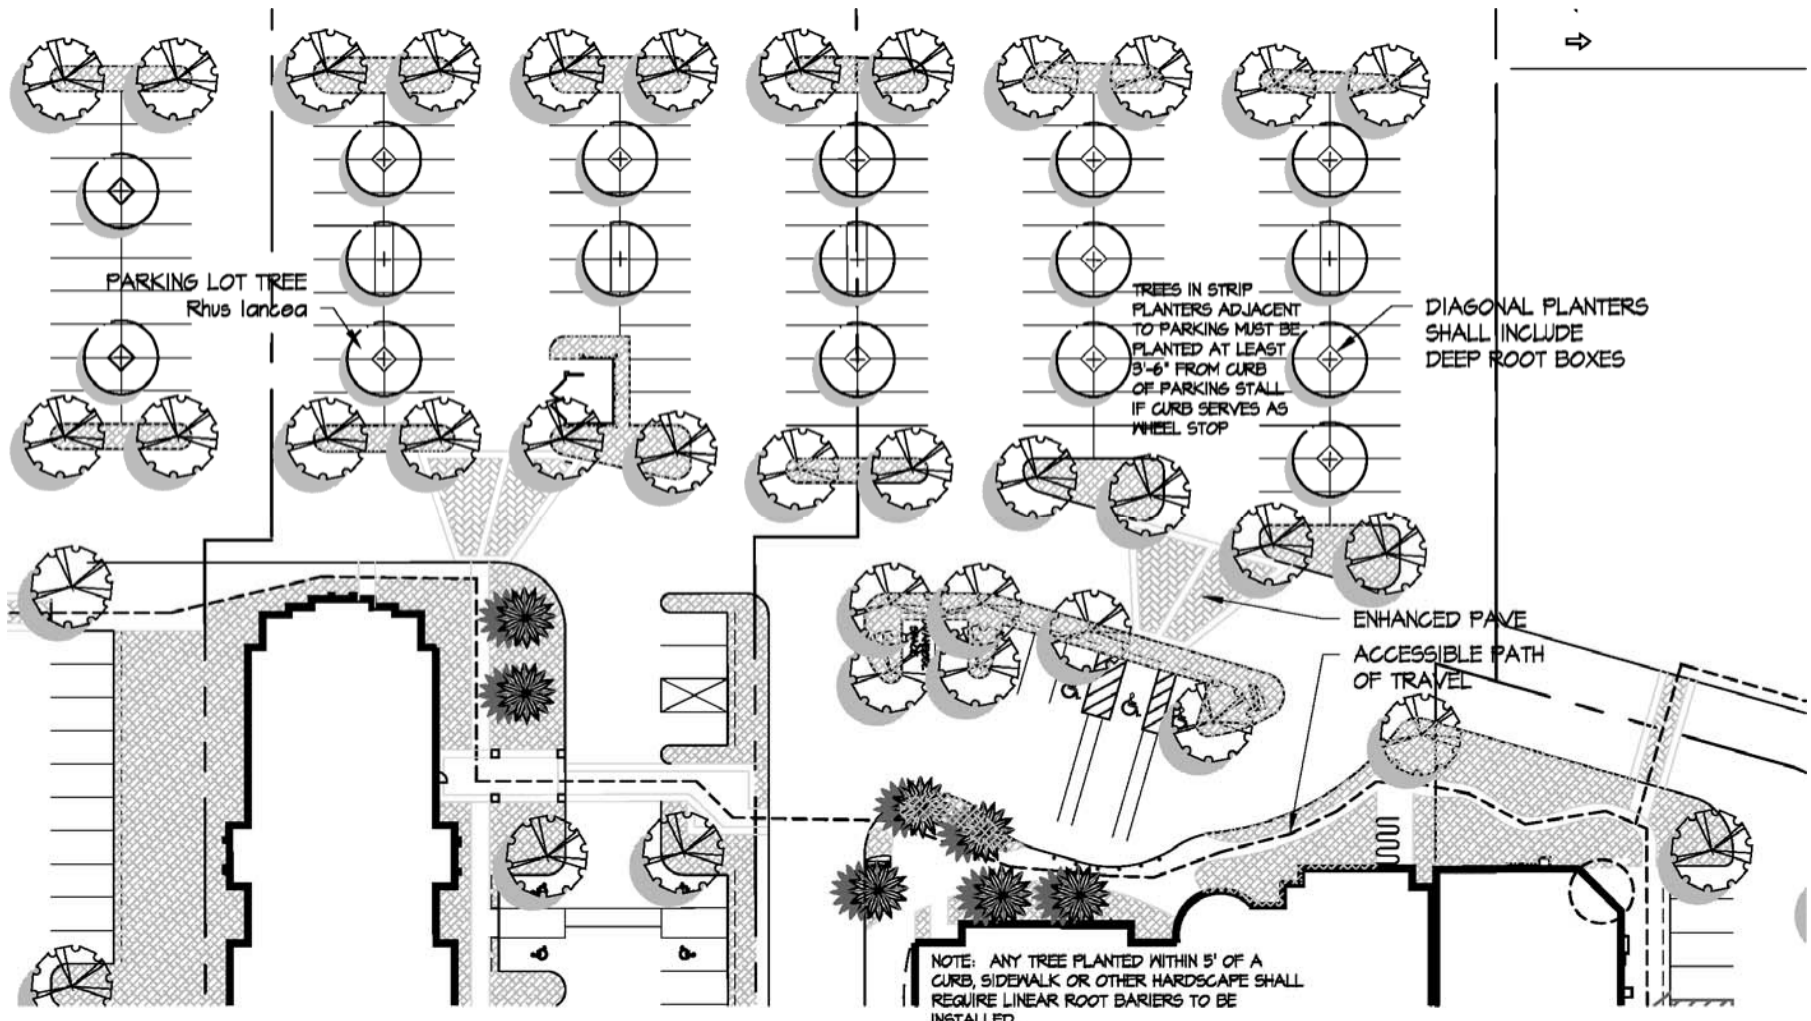 PARKING LOT TREE
Rhus lancea
TREES IN STRIP
PLANTERS ADJACENT
TO PARKING MUST BE
PLANTED AT LEAST
3'-6" FROM CURB
OF PARKING STALL
IF CURB SERVES AS
WHEEL STOP
DIAGONAL PLANTERS
SHALL INCLUDE
DEEP ROOT BOXES
ENHANCED PAVE
ACCESSIBLE PATH
OF TRAVEL
NOTE: ANY TREE PLANTED WITHIN 5' OF A
CURB, SIDEWALK OR OTHER HARDSCAPE SHALL
REQUIRE LINEAR ROOT BARIERS TO BE
INSTALLED